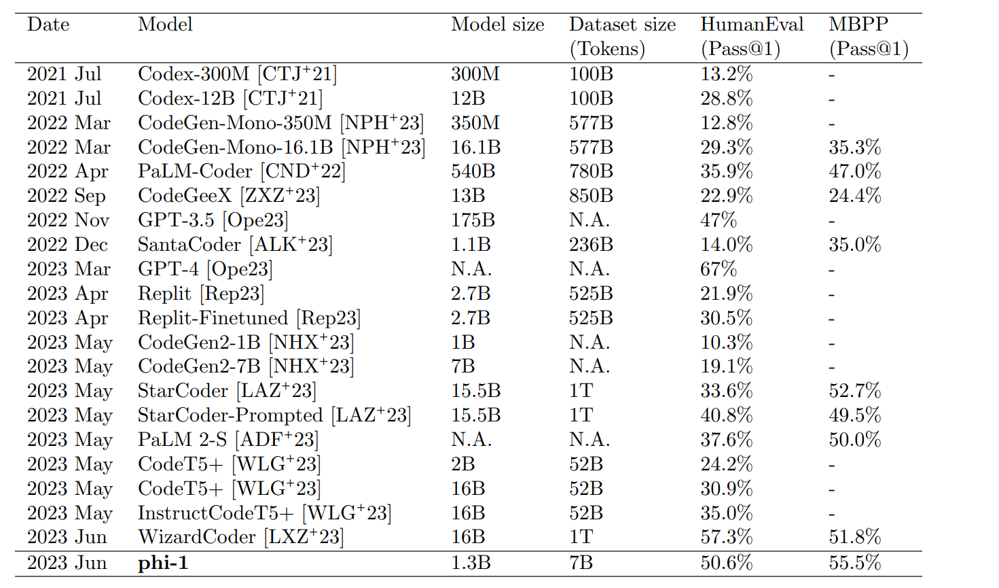 Date Model Model size Dataset size HumanEval MBPP
(Tokens) (Pass@1) (Pass@1)
2021 Jul Codex-300M [CTJ+21] 300M 100B 13.2% -
2021 Jul Codex-12B [CTJ+21] 12B 100B 28.8% -
2022 Mar CodeGen-Mono-350M [NPH+23] 350M 577B 12.8% -
2022 Mar CodeGen-Mono-16.1B [NPH+23] 16.1B 577B 29.3% 35.3%
2022 Apr PaLM-Coder [CND+22] 540B 780B 35.9% 47.0%
2022 Sep CodeGeeX [ZXZ+23] 13B 850B 22.9% 24.4%
2022 Nov GPT-3.5 [Ope23] 175B N.A. 47% -
2022 Dec SantaCoder [ALK+23] 1.1B 236B 14.0% 35.0%
2023 Mar GPT-4 [Ope23] N.A. N.A. 67% -
2023 Apr Replit [Rep23] 2.7B 525B 21.9% -
2023 Apr Replit-Finetuned [Rep23] 2.7B 525B 30.5% -
2023 May CodeGen2-1B [NHX+23] 1B N.A. 10.3% -
2023 May CodeGen2-7B [NHX+23] 7B N.A. 19.1% -
2023 May StarCoder [LAZ+23] 15.5B 1T 33.6% 52.7%
2023 May StarCoder-Prompted [LAZ+23] 15.5B 1T 40.8% 49.5%
2023 May PaLM 2-S [ADF+23] N.A. N.A. 37.6% 50.0%
2023 May CodeT5+ [WLG+23] 2B 52B 24.2% -
2023 May CodeT5+ [WLG+23] 16B 52B 30.9% -
2023 May InstructCodeT5+ [WLG+23] 16B 52B 35.0% -
2023 Jun WizardCoder [LXZ+23] 16B 1T 57.3% 51.8%
2023 Jun phi-1 1.3B 7B 50.6% 55.5%